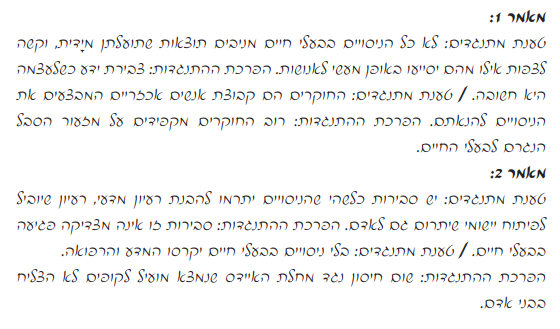 מאמר 1:
טענת מתנגדים: לא כל הניסויים בבעלי חיים מניבים תוצאות שתועלתן מיָדית, וקשה
לצפות אילו מהם יסייעו באופן מעשי לאנושות. הפרכת ההתנגדות: צבירת ידע כשלעצמה
היא חשובה. / טענת מתנגדים: החוקרים הם קבוצת אנשים אכזריים המבצעים את
הניסויים להנאתם. הפרכת ההתנגדות: רוב החוקרים מקפידים על מזעור הסבל
הנגרם לבעלי החיים.
מאמר 2:
טענת מתנגדים: יש סבירות כלשהי שהניסויים יתרמו להבנת רעיון מדעי, רעיון שיוביל
לפיתוח יישומי שיתרום גם לאדם. הפרכת ההתנגדות: סבירות זו אינה מצדיקה פגיעה
בבעלי חיים. / טענת מתנגדים: בלי ניסויים בבעלי חיים יקרסו המדע והרפואה.
הפרכת ההתנגדות: שום חיסון נגד מחלת האיידס שנמצא מועיל לקופים לא הצליח
בבני אדם.